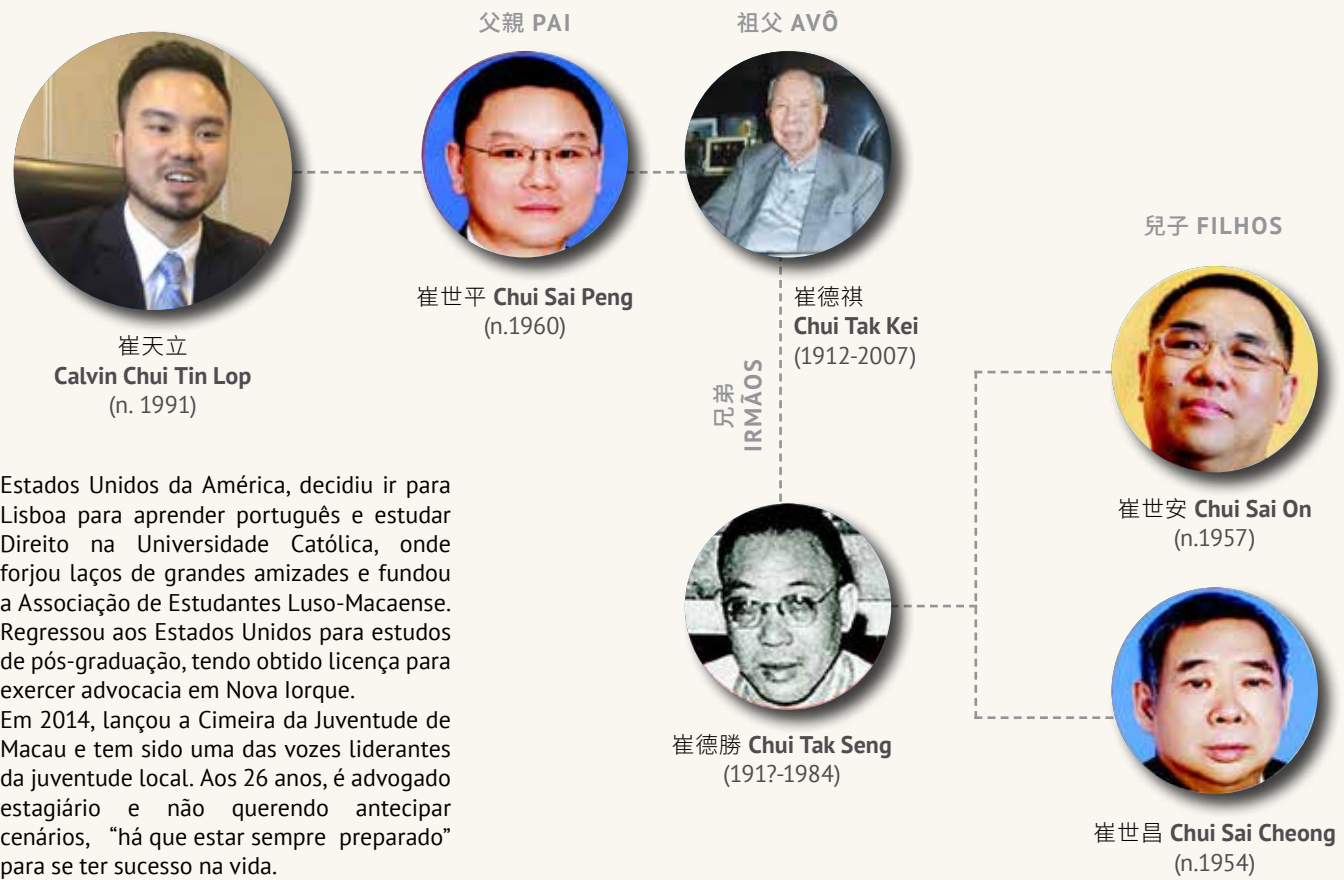 父親 PAI
祖父 AVÔ
崔天立
Calvin Chui Tin Lop
(n. 1991)
崔世平 Chui Sai Peng
(n.1960)
崔德祺
Chui Tak Kei
(1912-2007)
兄弟
IRMÃOS
崔德勝 Chui Tak Seng
(191?-1984)
兒子 FILHOS
崔世安 Chui Sai On
(n.1957)
崔世昌 Chui Sai Cheong
(n.1954)
Estados Unidos da América, decidiu ir para
Lisboa para aprender português e estudar
Direito na Universidade Católica, onde
forjou laços de grandes amizades e fundou
a Associação de Estudantes Luso-Macaense.
Regressou aos Estados Unidos para estudos
de pós-graduação, tendo obtido licença para
exercer advocacia em Nova Iorque.
Em 2014, lançou a Cimeira da Juventude de
Macau e tem sido uma das vozes liderantes
da juventude local. Aos 26 anos, é advogado
estagiário e não querendo antecipar
cenários, “há que estar sempre preparado”
para se ter sucesso na vida.